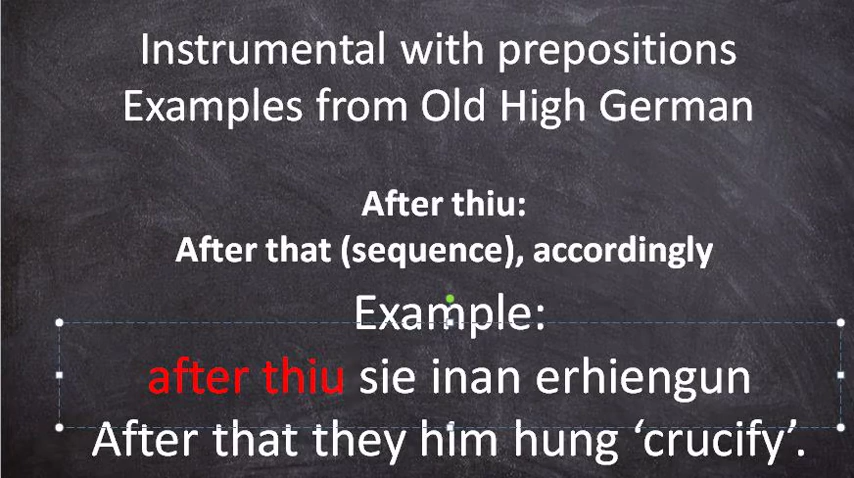 Instrumental with prepositions
Examples from Old High German
After thiu:
After that (sequence), accordingly
Example:
after thiu sie inan erhiengun
After that they him hung ‘crucify’.